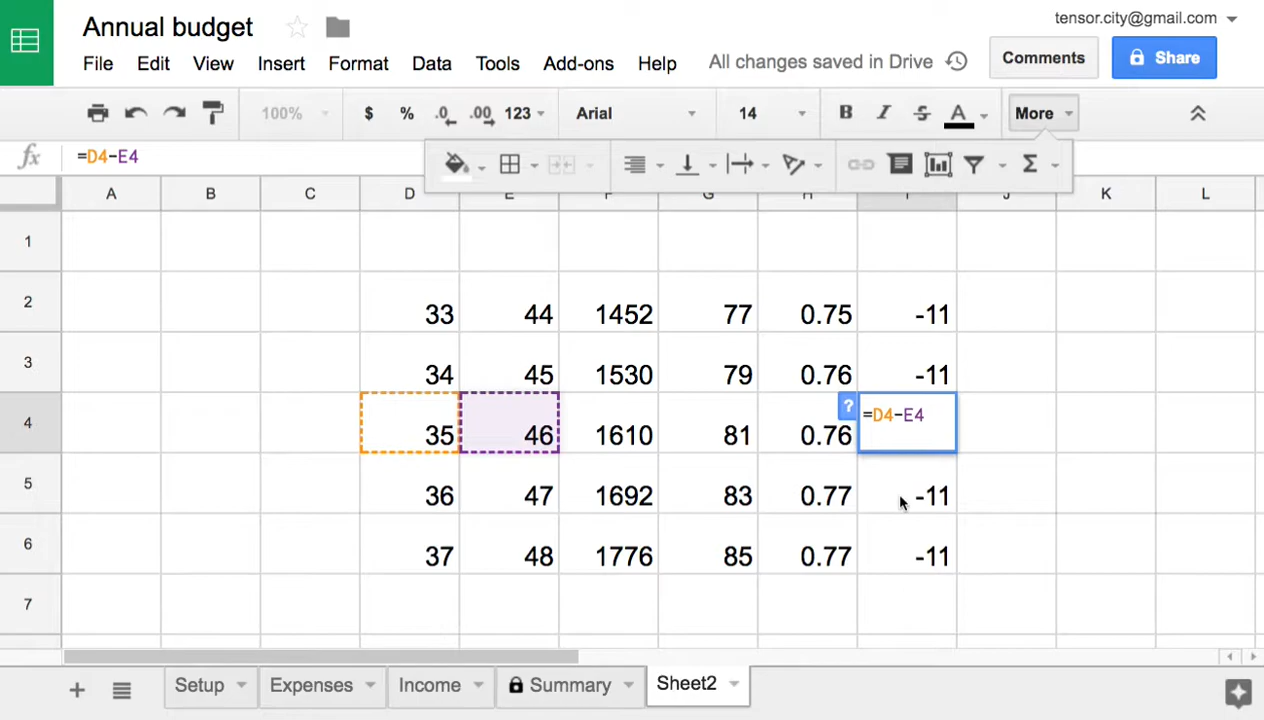 Annual budget
tensor.city@gmail.com
File Edit View Insert Format Data Tools Add-ons Help All changes saved in Drive Comments Share
100% $ % .0 .00 123 Arial 14 B I S A More
fx =D4-E4
A B C D E F G H I J K L
1
2 33 44 1452 77 0.75 -11
3 34 45 1530 79 0.76 -11
4 35 46 1610 81 0.76 ? =D4-E4
5 36 47 1692 83 0.77 -11
6 37 48 1776 85 0.77 -11
7
+ Setup Expenses Income Summary Sheet2